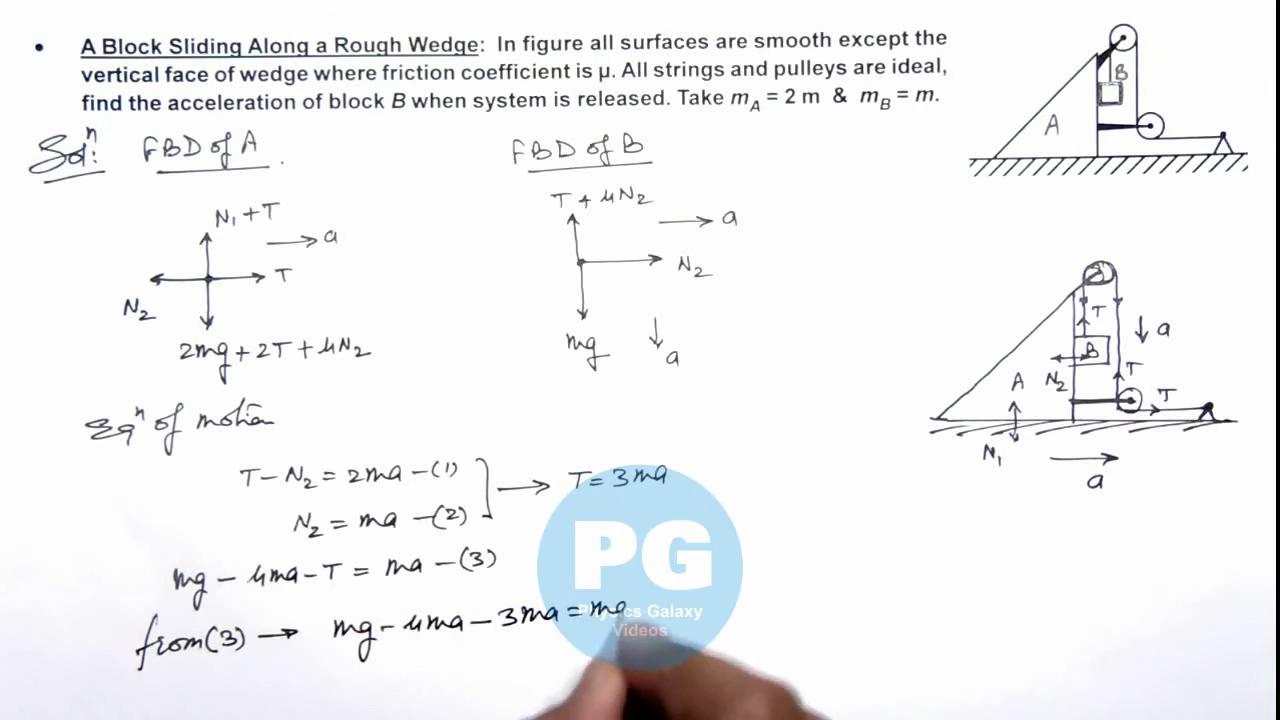 • A Block Sliding Along a Rough Wedge: In figure all surfaces are smooth except the
vertical face of wedge where friction coefficient is μ. All strings and pulleys are ideal,
find the acceleration of block B when system is released. Take m_A = 2 m & m_B = m.
B
A
Solⁿ: FBD of A
N₁+T
a
T
N₂
2mg+2T+μN₂
FBD of B
T+μN₂
a
N₂
mg
a
T
a
B
T
A
N₂
T
N₁
a
Eqⁿ of motion
T-N₂ = 2ma -(1)
N₂ = ma -(2)
T = 3ma
mg - μma - T = ma -(3)
from(3) → mg - μma - 3ma = ma
PG
Physics Galaxy
Videos